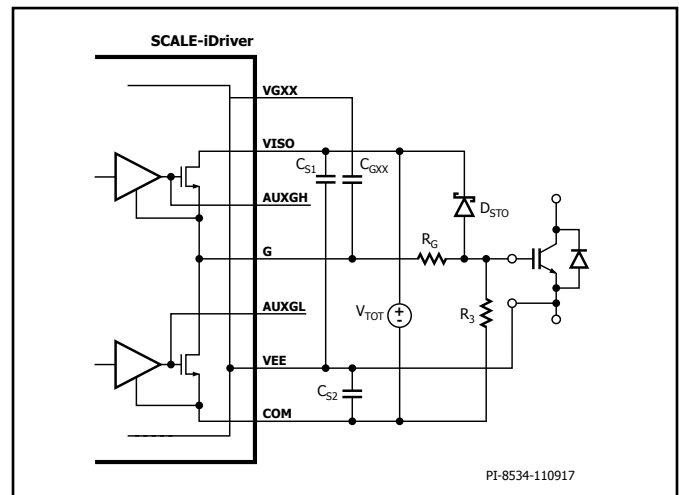 SCALE-iDriver
VGXX
VISO
CS1
CGXX
AUXGH
DSTO
RG
G
AUXGL
VTOT
+
-
R3
VEE
CS2
COM
PI-8534-110917